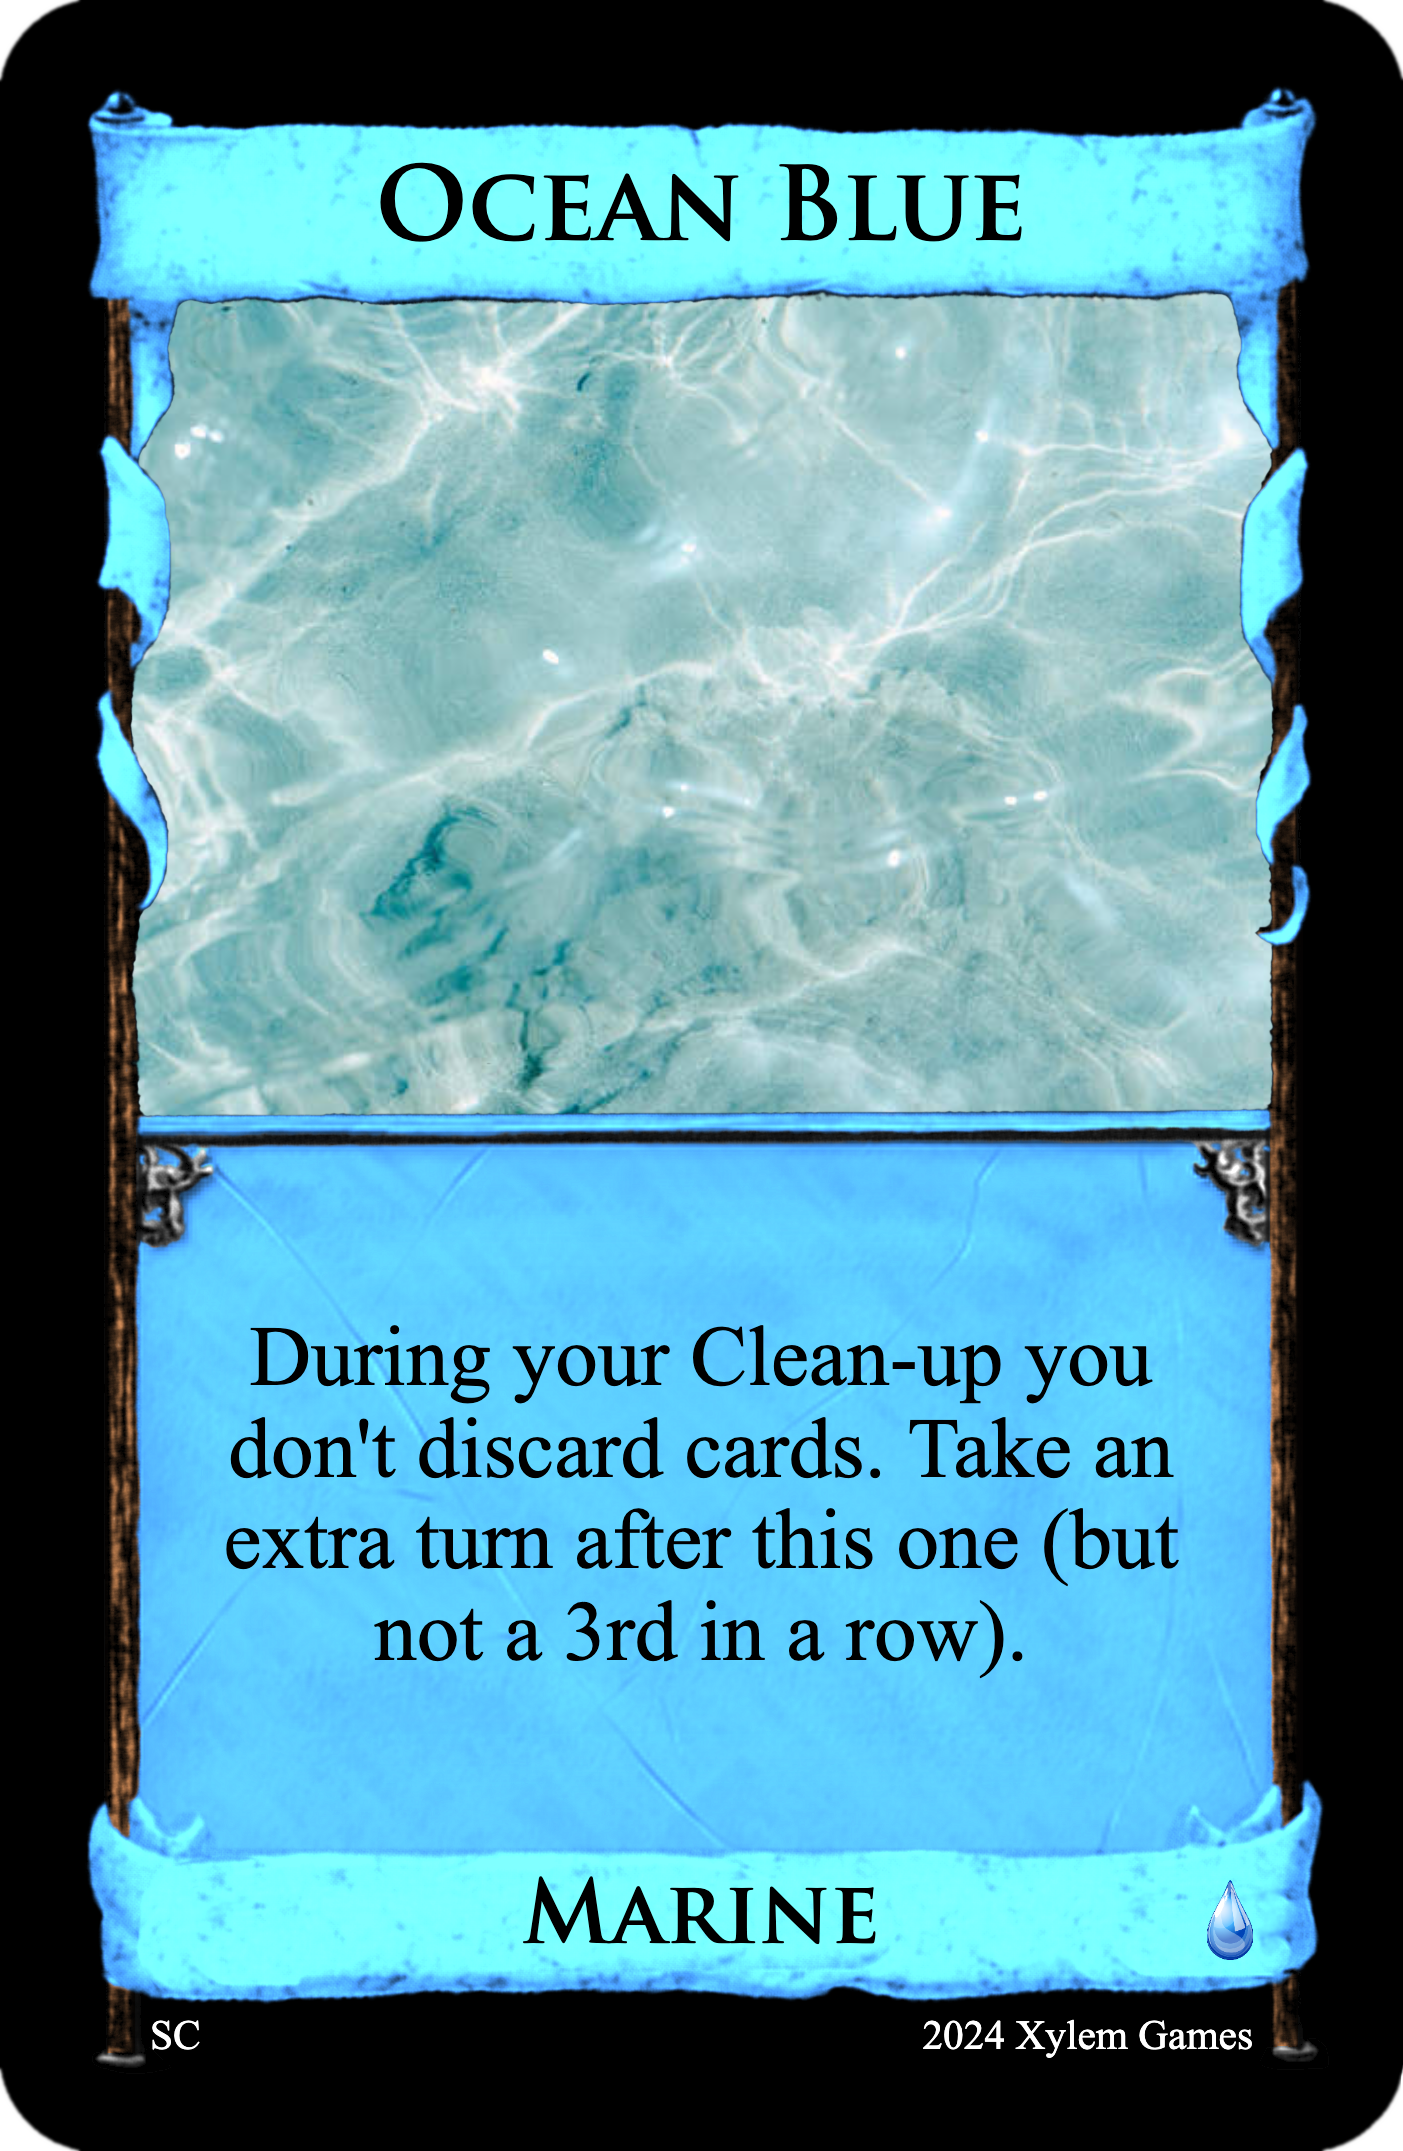 Ocean Blue
During your Clean-up you
don't discard cards. Take an
extra turn after this one (but
not a 3rd in a row).
Marine
SC
2024 Xylem Games